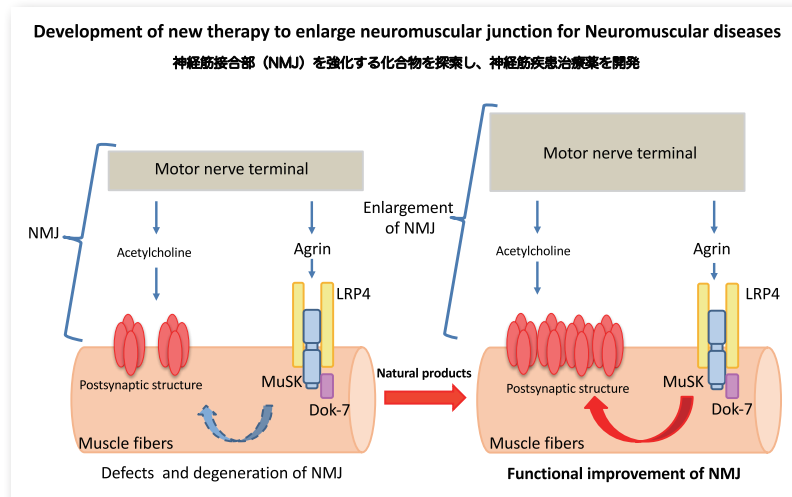 Development of new therapy to enlarge neuromuscular junction for Neuromuscular diseases
神経筋接合部（NMJ）を強化する化合物を探索し、神経筋疾患治療薬を開発
Motor nerve terminal
NMJ
Acetylcholine
Agrin
LRP4
Postsynaptic structure
MuSK
Dok-7
Muscle fibers
Defects and degeneration of NMJ
Natural products
Motor nerve terminal
Enlargement
of NMJ
Acetylcholine
Agrin
LRP4
Postsynaptic structure
MuSK
Dok-7
Muscle fibers
Functional improvement of NMJ